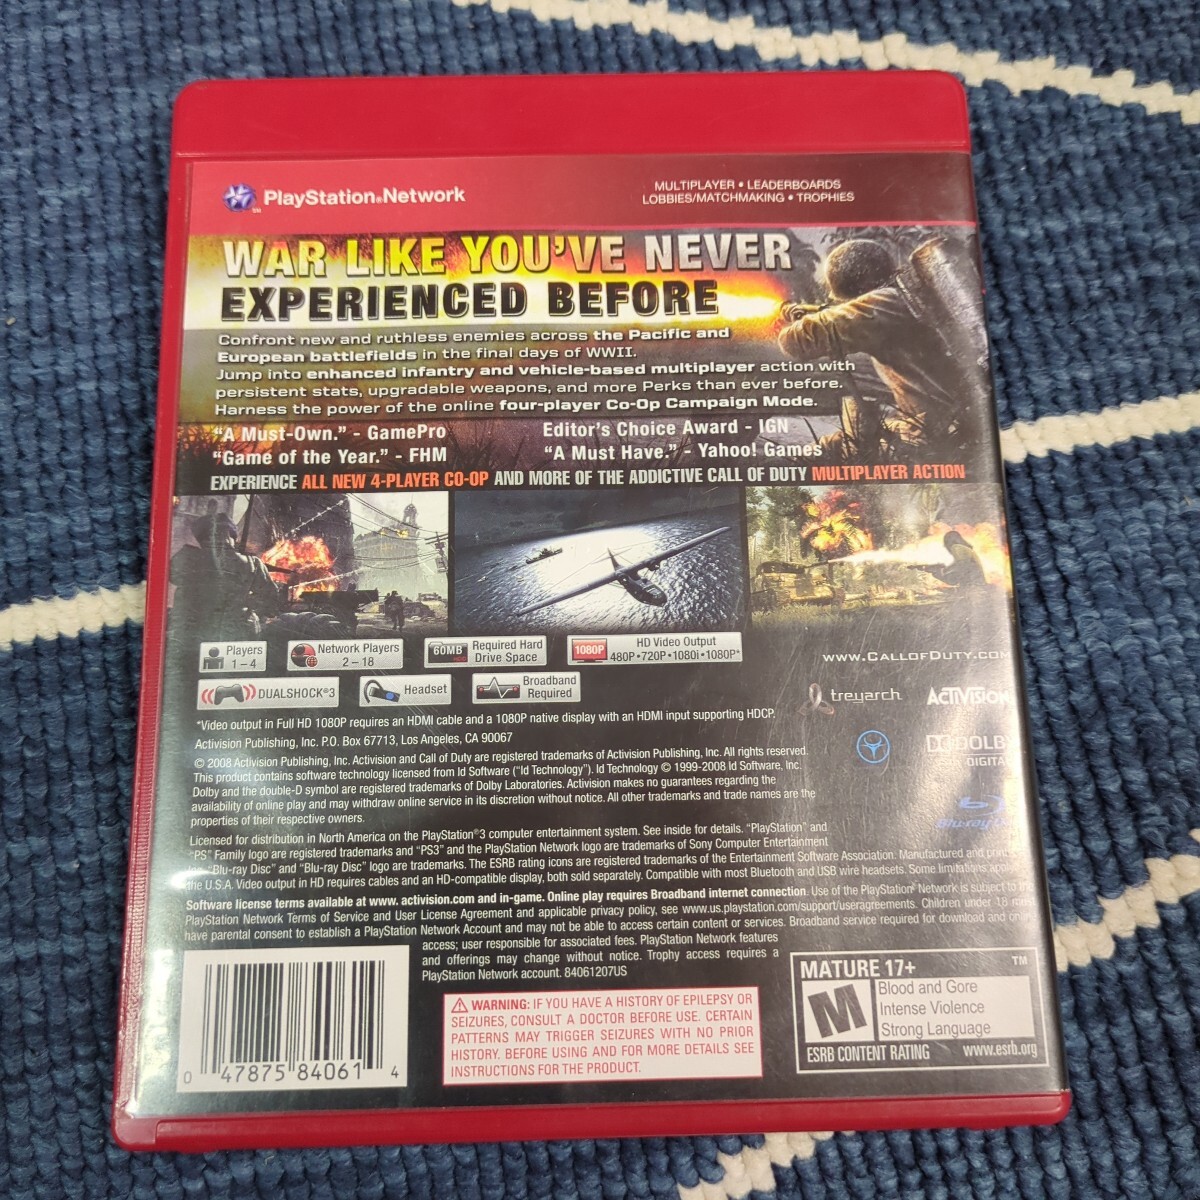 PlayStation®Network
MULTIPLAYER • LEADERBOARDS
LOBBIES/MATCHMAKING • TROPHIES
WAR LIKE YOU'VE NEVER
EXPERIENCED BEFORE
Confront new and ruthless enemies across the Pacific and
European battlefields in the final days of WWII.
Jump into enhanced infantry and vehicle-based multiplayer action with
persistent stats, upgradable weapons, and more Perks than ever before.
Harness the power of the online four-player Co-Op Campaign Mode.
"A Must-Own." - GamePro
Editor's Choice Award - IGN
"Game of the Year." - FHM
"A Must Have." - Yahoo! Games
EXPERIENCE ALL NEW 4-PLAYER CO-OP AND MORE OF THE ADDICTIVE CALL OF DUTY MULTIPLAYER ACTION
Players
1 – 4
Network Players
2 – 18
60MB
Required Hard
Drive Space
1080P
HD Video Output
480P•720P•1080i•1080P*
DUALSHOCK®3
Headset
Broadband
Required
www.CallofDuty.com
treyarch
ACTIVISION
DOLBY
DIGITAL
*Video output in Full HD 1080P requires an HDMI cable and a 1080P native display with an HDMI input supporting HDCP.
Activision Publishing, Inc. P.O. Box 67713, Los Angeles, CA 90067
© 2008 Activision Publishing, Inc. Activision and Call of Duty are registered trademarks of Activision Publishing, Inc. All rights reserved.
This product contains software technology licensed from Id Software ("Id Technology"). Id Technology © 1999-2008 Id Software, Inc.
Dolby and the double-D symbol are registered trademarks of Dolby Laboratories. Activision makes no guarantees regarding the
availability of online play and may withdraw online service in its discretion without notice. All other trademarks and trade names are the
properties of their respective owners.
Blu-ray
Licensed for distribution in North America on the PlayStation®3 computer entertainment system. See inside for details. "PlayStation" and
"PS" Family logo are registered trademarks and "PS3" and the PlayStation Network logo are trademarks of Sony Computer Entertainment
Inc. "Blu-ray Disc" and "Blu-ray Disc" logo are trademarks. The ESRB rating icons are registered trademarks of the Entertainment Software Association. Manufactured and printed
the U.S.A. Video output in HD requires cables and an HD-compatible display, both sold separately. Compatible with most Bluetooth and USB wire headsets. Some limitations apply.
Software license terms available at www. activision.com and in-game. Online play requires Broadband internet connection. Use of the PlayStation® Network is subject to the
PlayStation Network Terms of Service and User License Agreement and applicable privacy policy, see www.us.playstation.com/support/useragreements. Children under 18 must
have parental consent to establish a PlayStation Network Account and may not be able to access certain content or services. Broadband service required for download and online
access; user responsible for associated fees. PlayStation Network features
and offerings may change without notice. Trophy access requires a
PlayStation Network account. 84061207US
0 47875 84061 4
WARNING: IF YOU HAVE A HISTORY OF EPILEPSY OR
SEIZURES, CONSULT A DOCTOR BEFORE USE. CERTAIN
PATTERNS MAY TRIGGER SEIZURES WITH NO PRIOR
HISTORY. BEFORE USING AND FOR MORE DETAILS SEE
INSTRUCTIONS FOR THE PRODUCT.
MATURE 17+ ™
M
Blood and Gore
Intense Violence
Strong Language
ESRB CONTENT RATING www.esrb.org